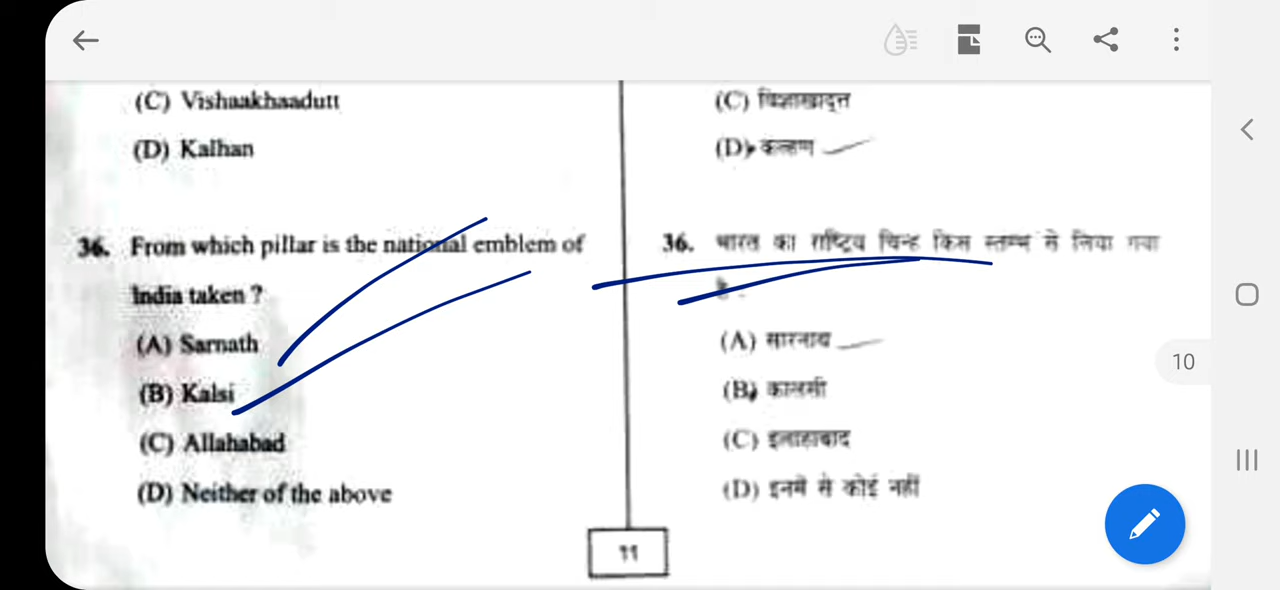 (C) Vishaakhaadutt
(D) Kalhan
36. From which pillar is the national emblem of
India taken ?
(A) Sarnath
(B) Kalsi
(C) Allahabad
(D) Neither of the above
(C) विशाखादत्त
(D) कल्हण
36. भारत का राष्ट्रिय चिन्ह किस स्तम्भ से लिया गया
है -
(A) सारनाथ
(B) कालसी
(C) इलाहाबाद
(D) इनमें से कोई नहीं
11
10